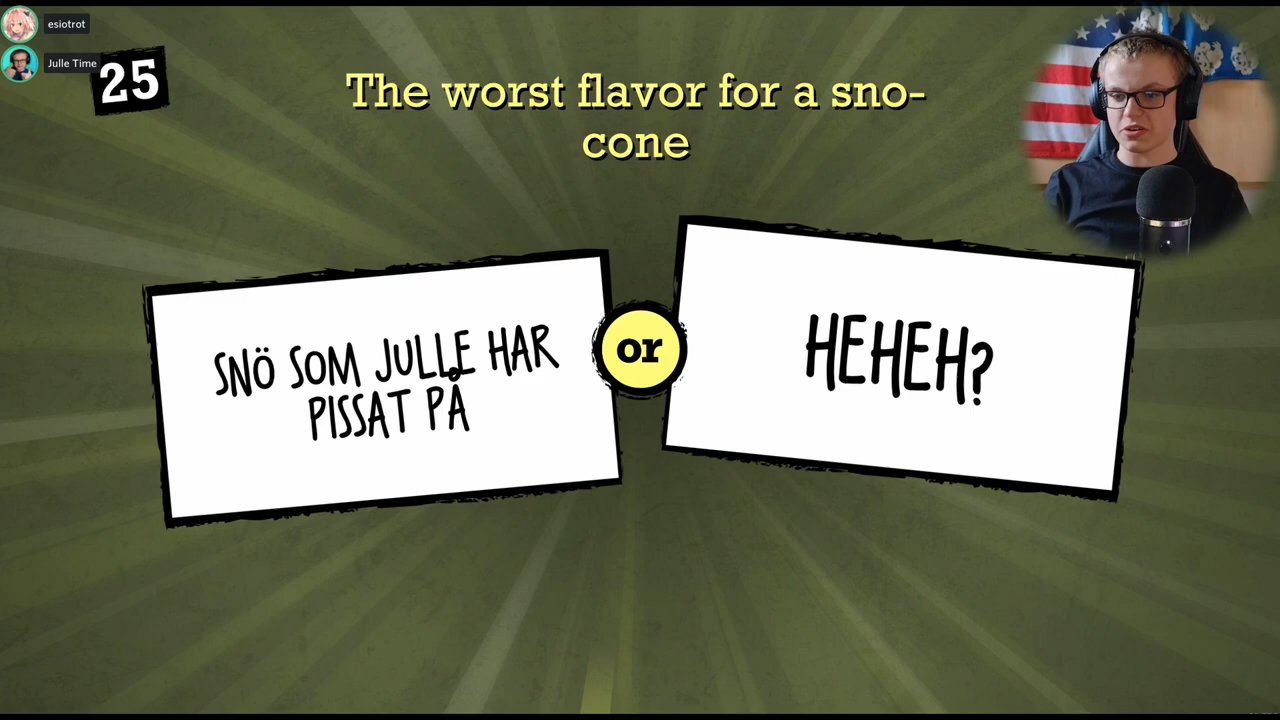 esiotrot
Julle Time
25
The worst flavor for a sno-
cone
SNÖ SOM JULLE HAR
PISSAT PÅ
or
HEHEH?